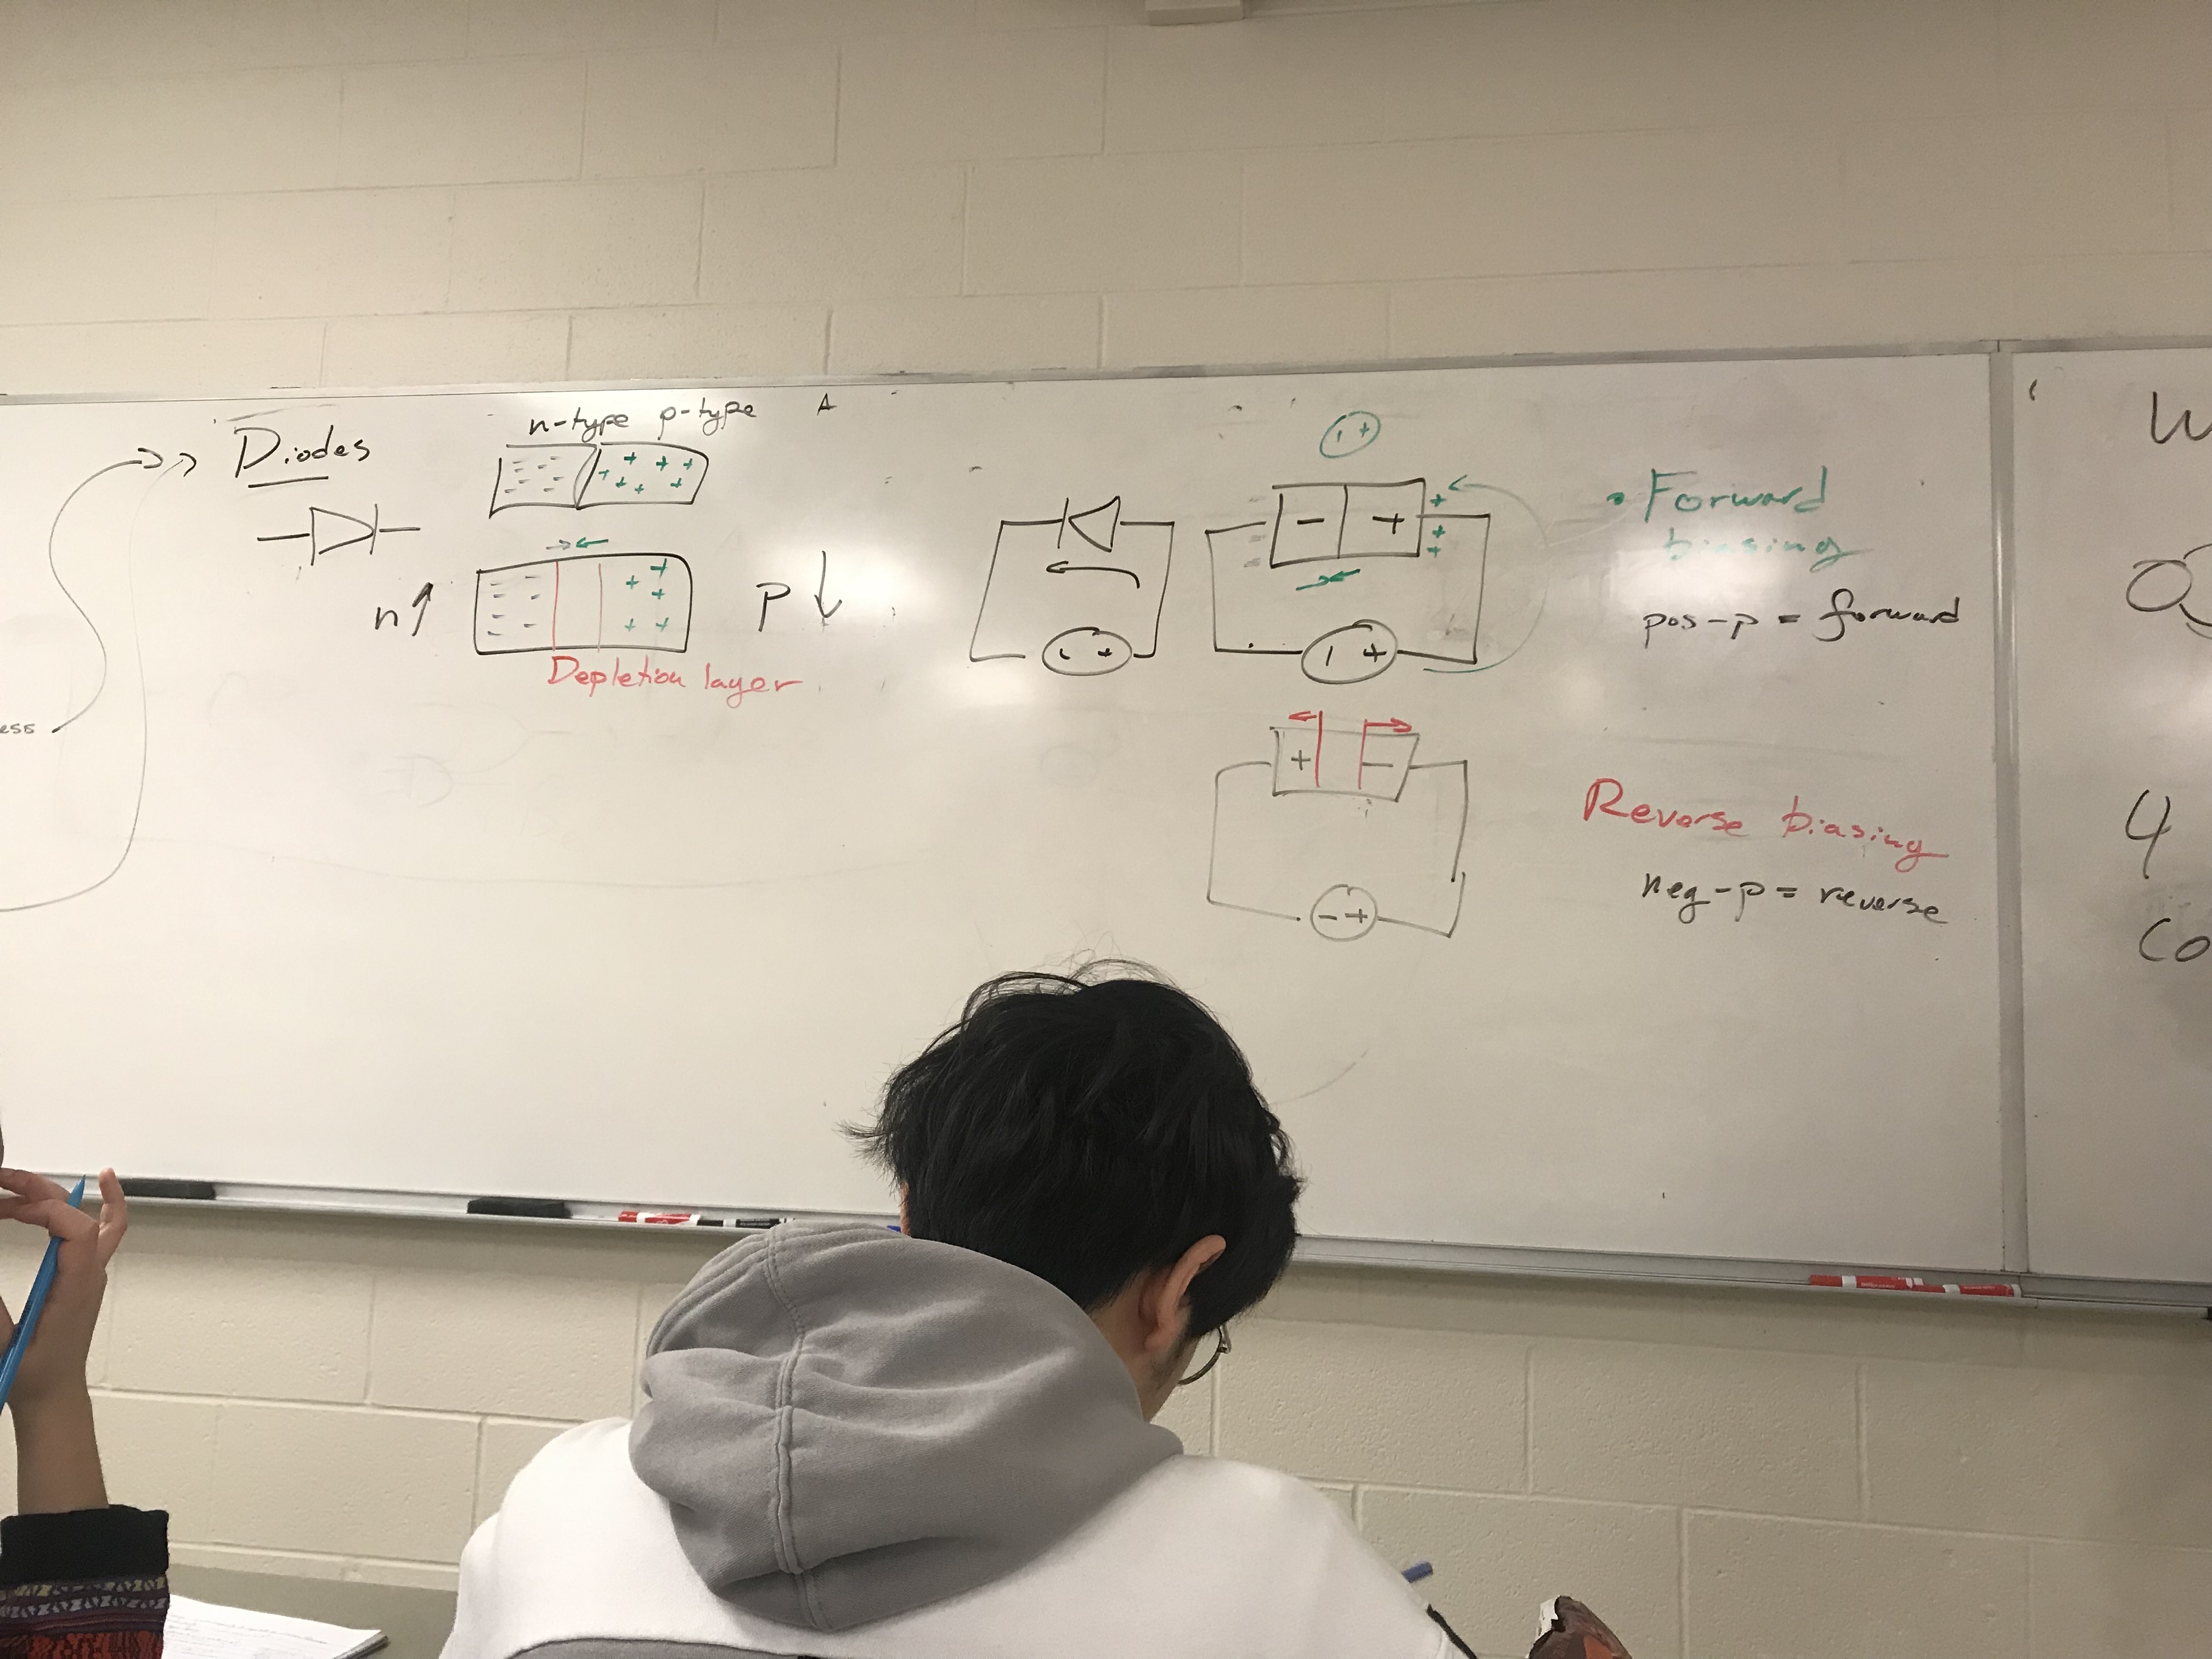 Diodes
n-type p-type
n↑
p↓
Depletion layer
Forward
biasing
pos-p = forward
Reverse biasing
neg-p = reverse
ess
4
Co